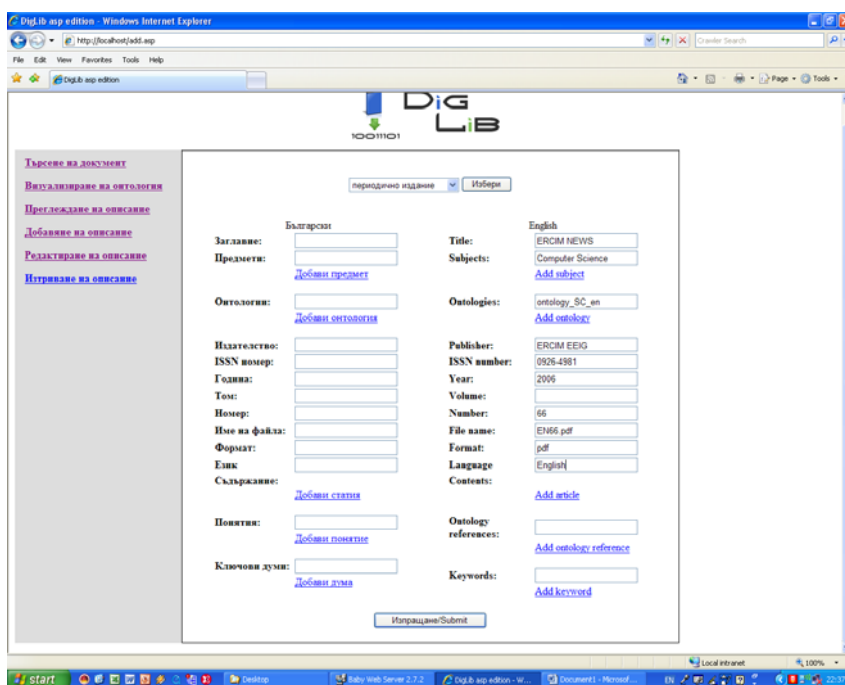 DigLib asp edition - Windows Internet Explorer
http://localhost/add.asp
Crawler Search
File Edit View Favorites Tools Help
DigLib asp edition
Page Tools
DiG
LiB
10011101
Търсене на документ
Визуализиране на онтология
Преглеждане на описание
Добавяне на описание
Редактиране на описание
Изтриване на описание
периодично издание Избери
Български English
Заглавие: Title: ERCIM NEWS
Предмети: Subjects: Computer Science
Добави предмет Add subject
Онтологии: Ontologies: ontology_SC_en
Добави онтология Add ontology
Издателство: Publisher: ERCIM EEIG
ISSN номер: ISSN number: 0926-4981
Година: Year: 2006
Том: Volume:
Номер: Number: 66
Име на файла: File name: EN66.pdf
Формат: Format: pdf
Език Language English
Съдържание: Contents:
Добави статия Add article
Понятия: Ontology references:
Добави понятие Add ontology reference
Ключови думи: Keywords:
Добави дума Add keyword
Изпращане/Submit
Local intranet 100%
start Desktop Baby Web Server 2.7.2 DigLib asp edition - W... Document1 - Microsof... EN 22:37